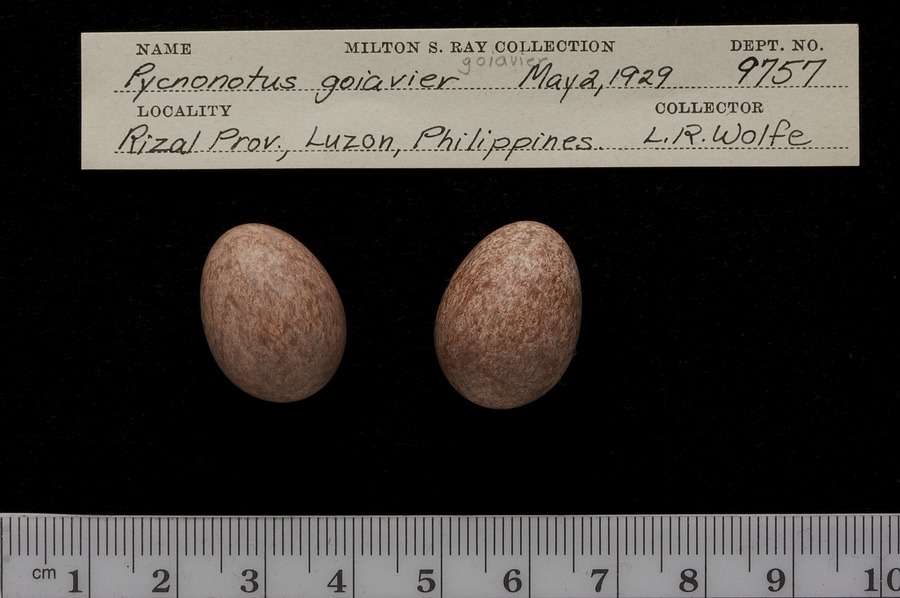 NAME MILTON S. RAY COLLECTION DEPT. NO.
goiavier
Pycnonotus goiavier May 2, 1929 9757
LOCALITY COLLECTOR
Rizal Prov., Luzon, Philippines. L.R. Wolfe
cm 1 2 3 4 5 6 7 8 9 10